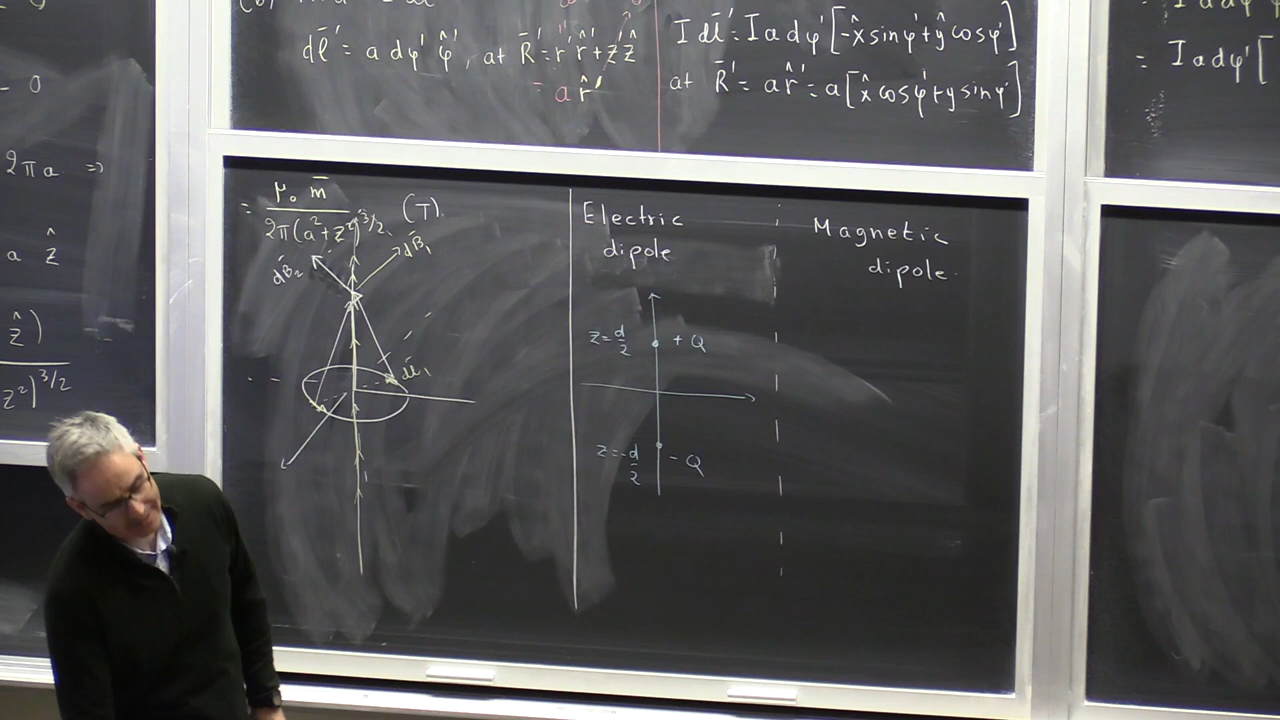 dl̄' = a dφ' φ̂', at R̄' = r' r̂' + z ẑ
= a r̂'
I dl̄' = I a dφ' [-x̂ sinφ' + ŷ cosφ']
at R̄' = a r̂' = a[x̂ cosφ' + y sinφ']
= I a dφ' [
- 0
2πa =>
a ẑ
ẑ)
z²)^3/2
= μ₀ m̄ / 2π(a²+z²)^3/2 (T)
dB̄₂
dB̄₁
dl̄₁
Electric
dipole
z = d/2
+ Q
z = -d/2
- Q
Magnetic
dipole.